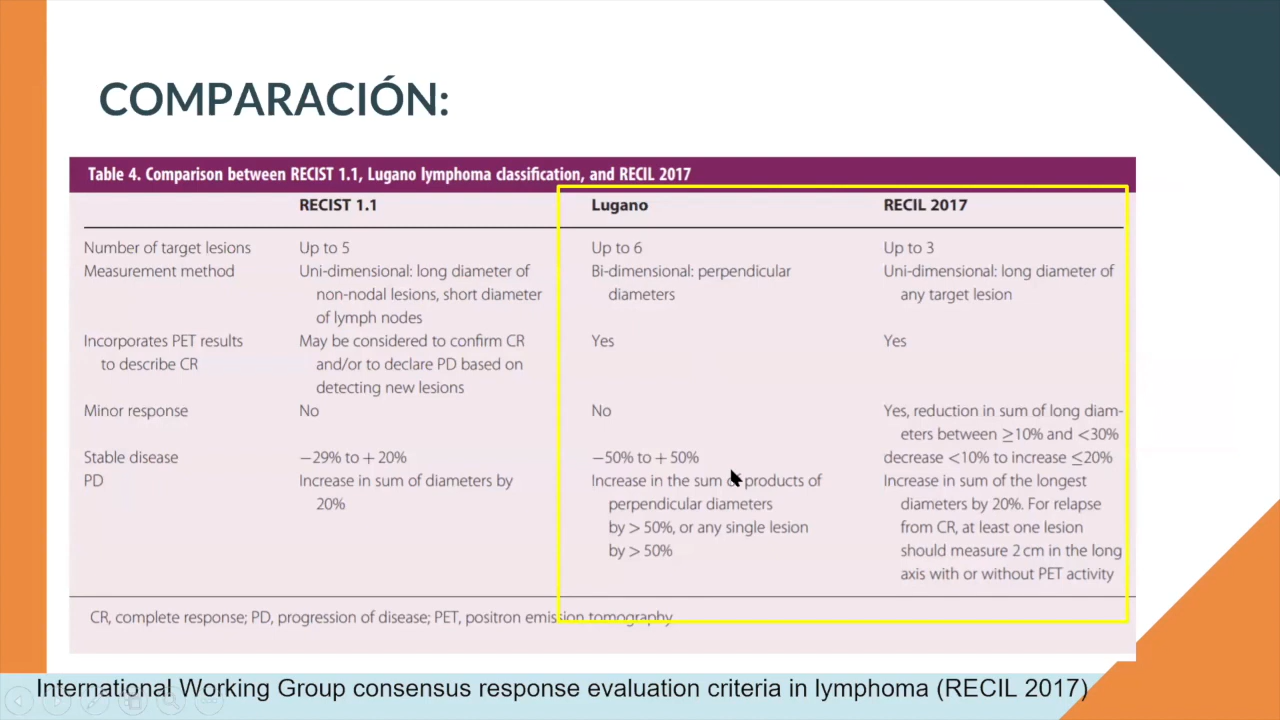 COMPARACIÓN:
Table 4. Comparison between RECIST 1.1, Lugano lymphoma classification, and RECIL 2017
RECIST 1.1 Lugano RECIL 2017
Number of target lesions Up to 5 Up to 6 Up to 3
Measurement method Uni-dimensional: long diameter of Bi-dimensional: perpendicular Uni-dimensional: long diameter of
non-nodal lesions, short diameter diameters any target lesion
of lymph nodes
Incorporates PET results May be considered to confirm CR Yes Yes
to describe CR and/or to declare PD based on
detecting new lesions
Minor response No No Yes, reduction in sum of long diam-
eters between ≥10% and <30%
Stable disease −29% to + 20% −50% to + 50% decrease <10% to increase ≤20%
PD Increase in sum of diameters by Increase in the sum of products of Increase in sum of the longest
20% perpendicular diameters diameters by 20%. For relapse
by > 50%, or any single lesion from CR, at least one lesion
by > 50% should measure 2 cm in the long
axis with or without PET activity
CR, complete response; PD, progression of disease; PET, positron emission tomography
International Working Group consensus response evaluation criteria in lymphoma (RECIL 2017)